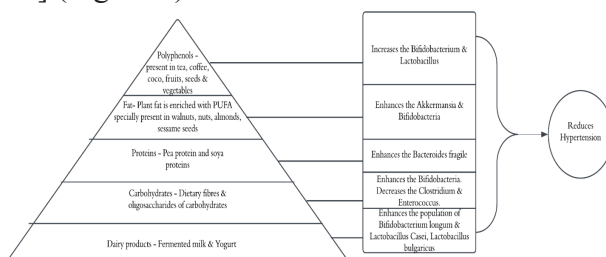 Polyphenols –
present in tea, coffee,
coco, fruits, seeds &
vegetables
Fat- Plant fat is enriched with PUFA
specially present in walnuts, nuts, almonds,
sessame seeds
Proteins – Pea protein and soya
proteins
Carbohydrates – Dietary fibres &
oligosaccharides of carbohydrates
Dairy products – Fermented milk & Yogurt
Increases the Bifidobacterium &
Lactobacillus
Enhances the Akkermansia &
Bifidobacteria
Enhances the Bacteroides fragile
Enhances the Bifidobacteria.
Decreases the Clostridium &
Enterococcus.
Enhances the population of
Bifidobacterium longum &
Lactobacillus Casei, Lactobacillus
bulgaricus
Reduces
Hypertension